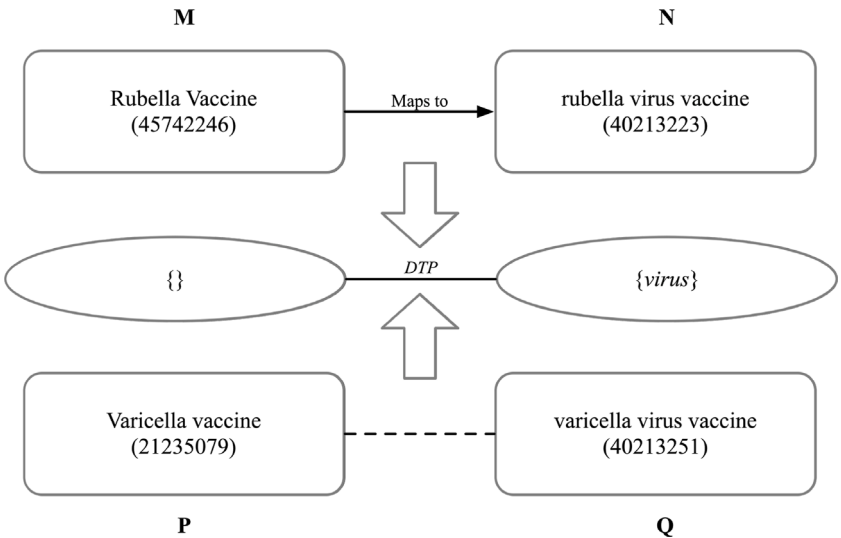 M
N
Rubella Vaccine
(45742246)
Maps to
rubella virus vaccine
(40213223)
{}
DTP
{virus}
Varicella vaccine
(21235079)
varicella virus vaccine
(40213251)
P
Q